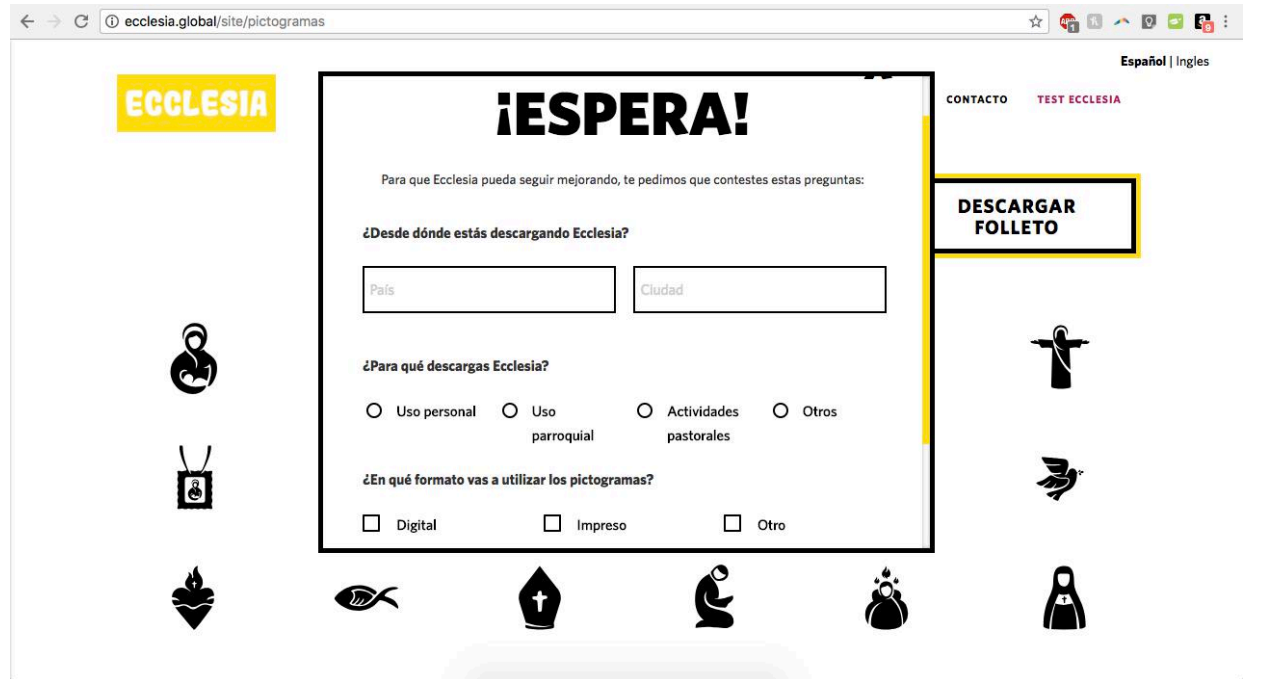 ecclesia.global/site/pictogramas
Español | Ingles
ECCLESIA
CONTACTO TEST ECCLESIA
¡ESPERA!
Para que Ecclesia pueda seguir mejorando, te pedimos que contestes estas preguntas:
DESCARGAR
FOLLETO
¿Desde dónde estás descargando Ecclesia?
País Ciudad
¿Para qué descargas Ecclesia?
Uso personal Uso Actividades Otros
parroquial pastorales
¿En qué formato vas a utilizar los pictogramas?
Digital Impreso Otro